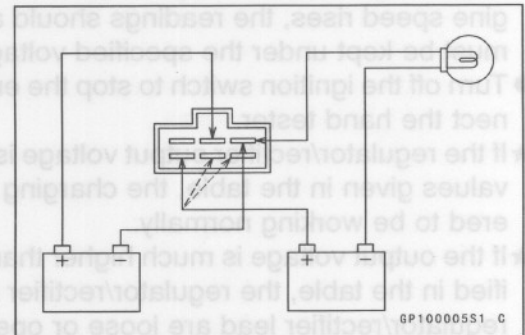 gine speed rises, the readings should
must be kept under the specified
Turn off the ignition switch to stop the
nect the hand tester.
If the regulator/rectifier output voltage is
values given in the table, the charging
ered to be working normally.
If the output voltage is much higher than
ified in the table, the regulator/rectifier
regulator/rectifier lead are loose or
+ − + −
GP100005S1 C